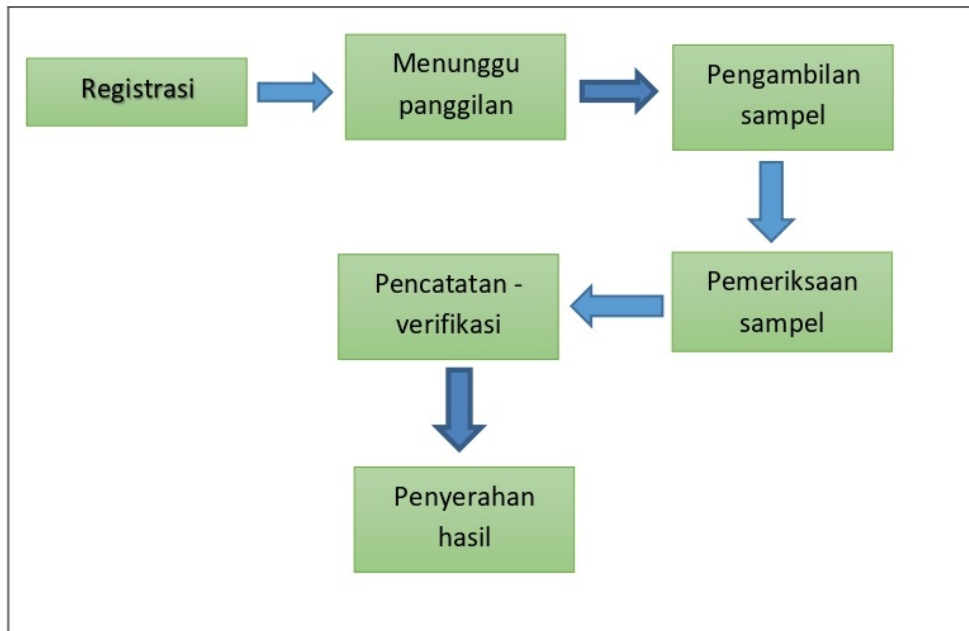 Registrasi
Menunggu
panggilan
Pengambilan
sampel
Pemeriksaan
sampel
Pencatatan -
verifikasi
Penyerahan
hasil